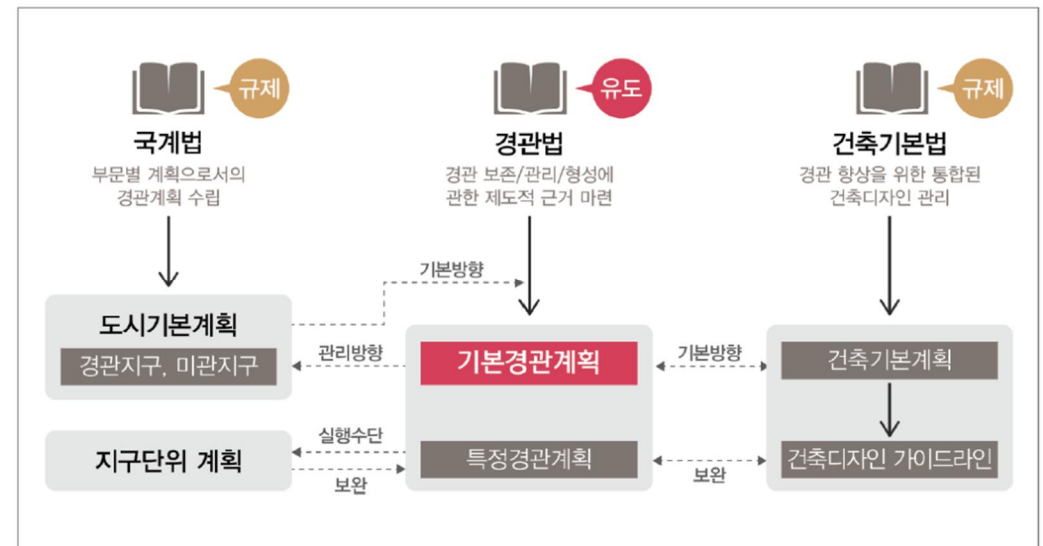 규제
유도
규제
국계법
경관법
건축기본법
부문별 계획으로서의
경관계획 수립
경관 보존/관리/형성에
관한 제도적 근거 마련
경관 향상을 위한 통합된
건축디자인 관리
기본방향
도시기본계획
경관지구, 미관지구
관리방향
기본경관계획
기본방향
건축기본계획
지구단위 계획
실행수단
보완
특정경관계획
보완
건축디자인 가이드라인